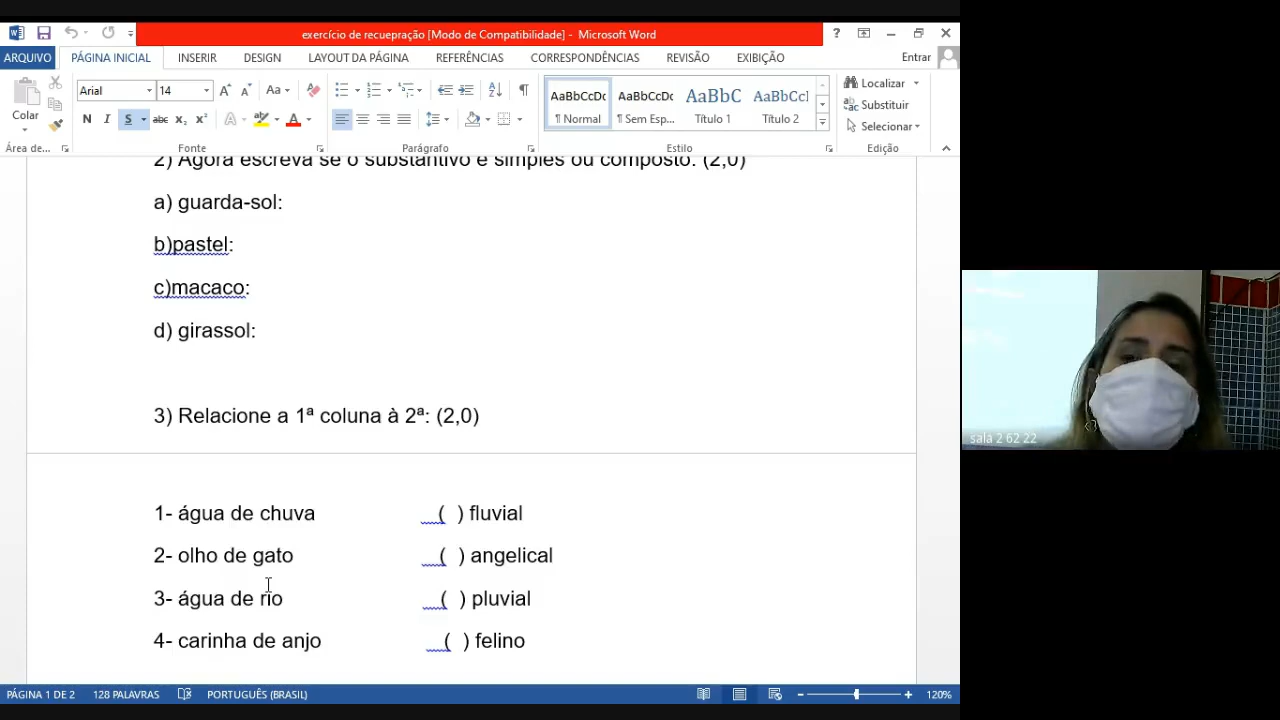 exercício de recuepração [Modo de Compatibilidade] - Microsoft Word
?
ARQUIVO PÁGINA INICIAL INSERIR DESIGN LAYOUT DA PÁGINA REFERÊNCIAS CORRESPONDÊNCIAS REVISÃO EXIBIÇÃO Entrar
Colar
Arial 14 Aa
N I S abc x₂ x² A A
AaBbCcDc AaBbCcDc AaBbC AaBbCcl
¶ Normal ¶ Sem Esp... Título 1 Título 2
Localizar
Substituir
Selecionar
Área de... Fonte Parágrafo Estilo Edição
2) Agora escreva se o substantivo é simples ou composto: (2,0)
a) guarda-sol:
b)pastel:
c)macaco:
d) girassol:
3) Relacione a 1ª coluna à 2ª: (2,0)
1- água de chuva ( ) fluvial
2- olho de gato ( ) angelical
3- água de rio ( ) pluvial
4- carinha de anjo ( ) felino
sala 2 62 22
PÁGINA 1 DE 2 128 PALAVRAS PORTUGUÊS (BRASIL) 120%